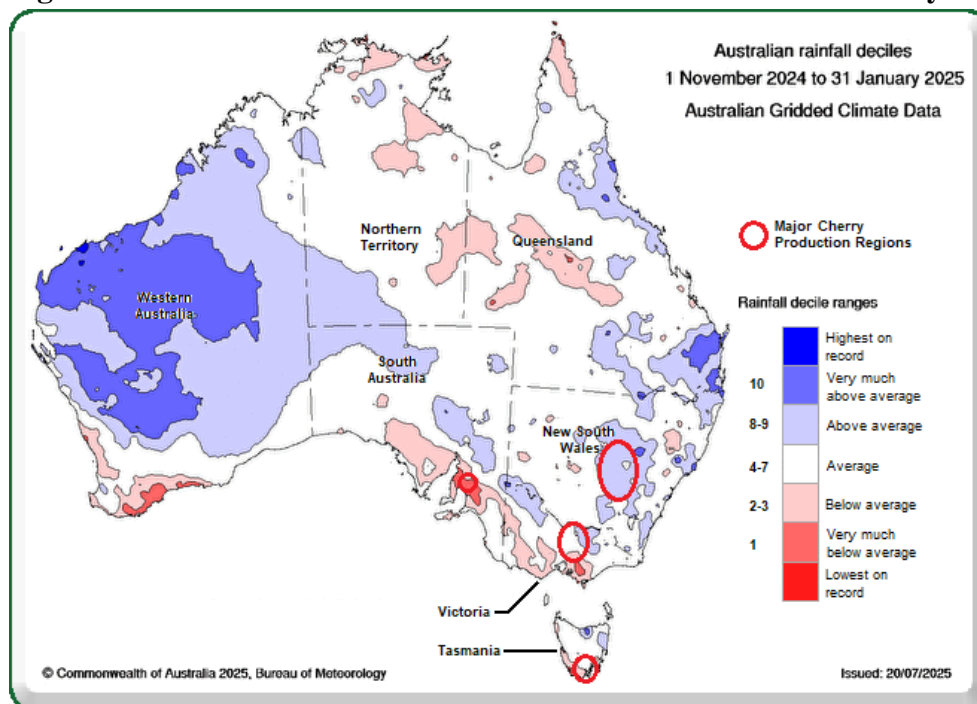 Australian rainfall deciles
1 November 2024 to 31 January 2025
Australian Gridded Climate Data
Major Cherry
Production Regions
Northern
Territory
Queensland
Western
Australia
South
Australia
New South
Wales
Victoria
Tasmania
Rainfall decile ranges
Highest on
record
10
Very much
above average
8-9
Above average
4-7
Average
2-3
Below average
1
Very much
below average
Lowest on
record
© Commonwealth of Australia 2025, Bureau of Meteorology
Issued: 20/07/2025